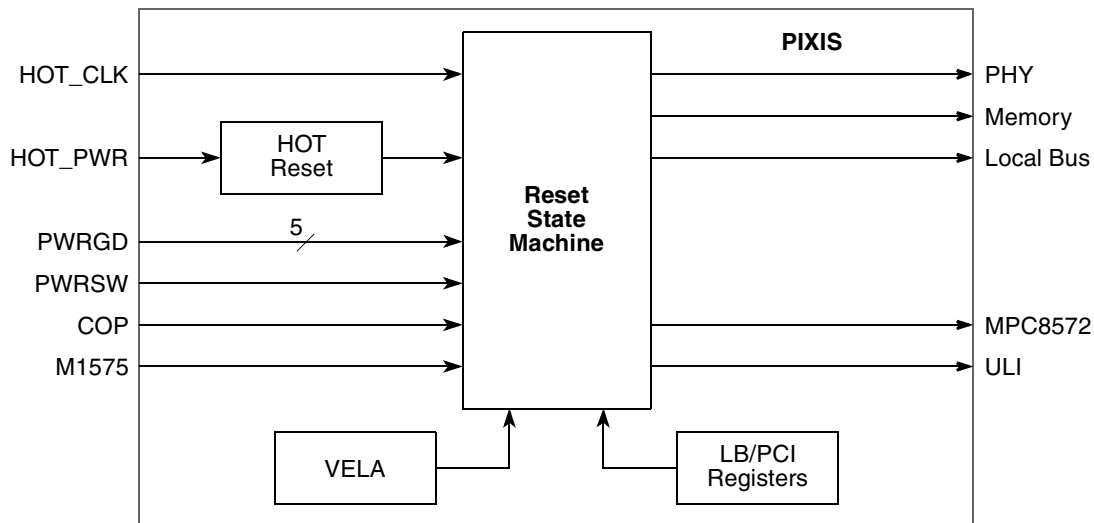 PIXIS
HOT_CLK
PHY
Memory
HOT_PWR
HOT
Reset
Local Bus
Reset
State
Machine
5
PWRGD
PWRSW
COP
MPC8572
M1575
ULI
VELA
LB/PCI
Registers